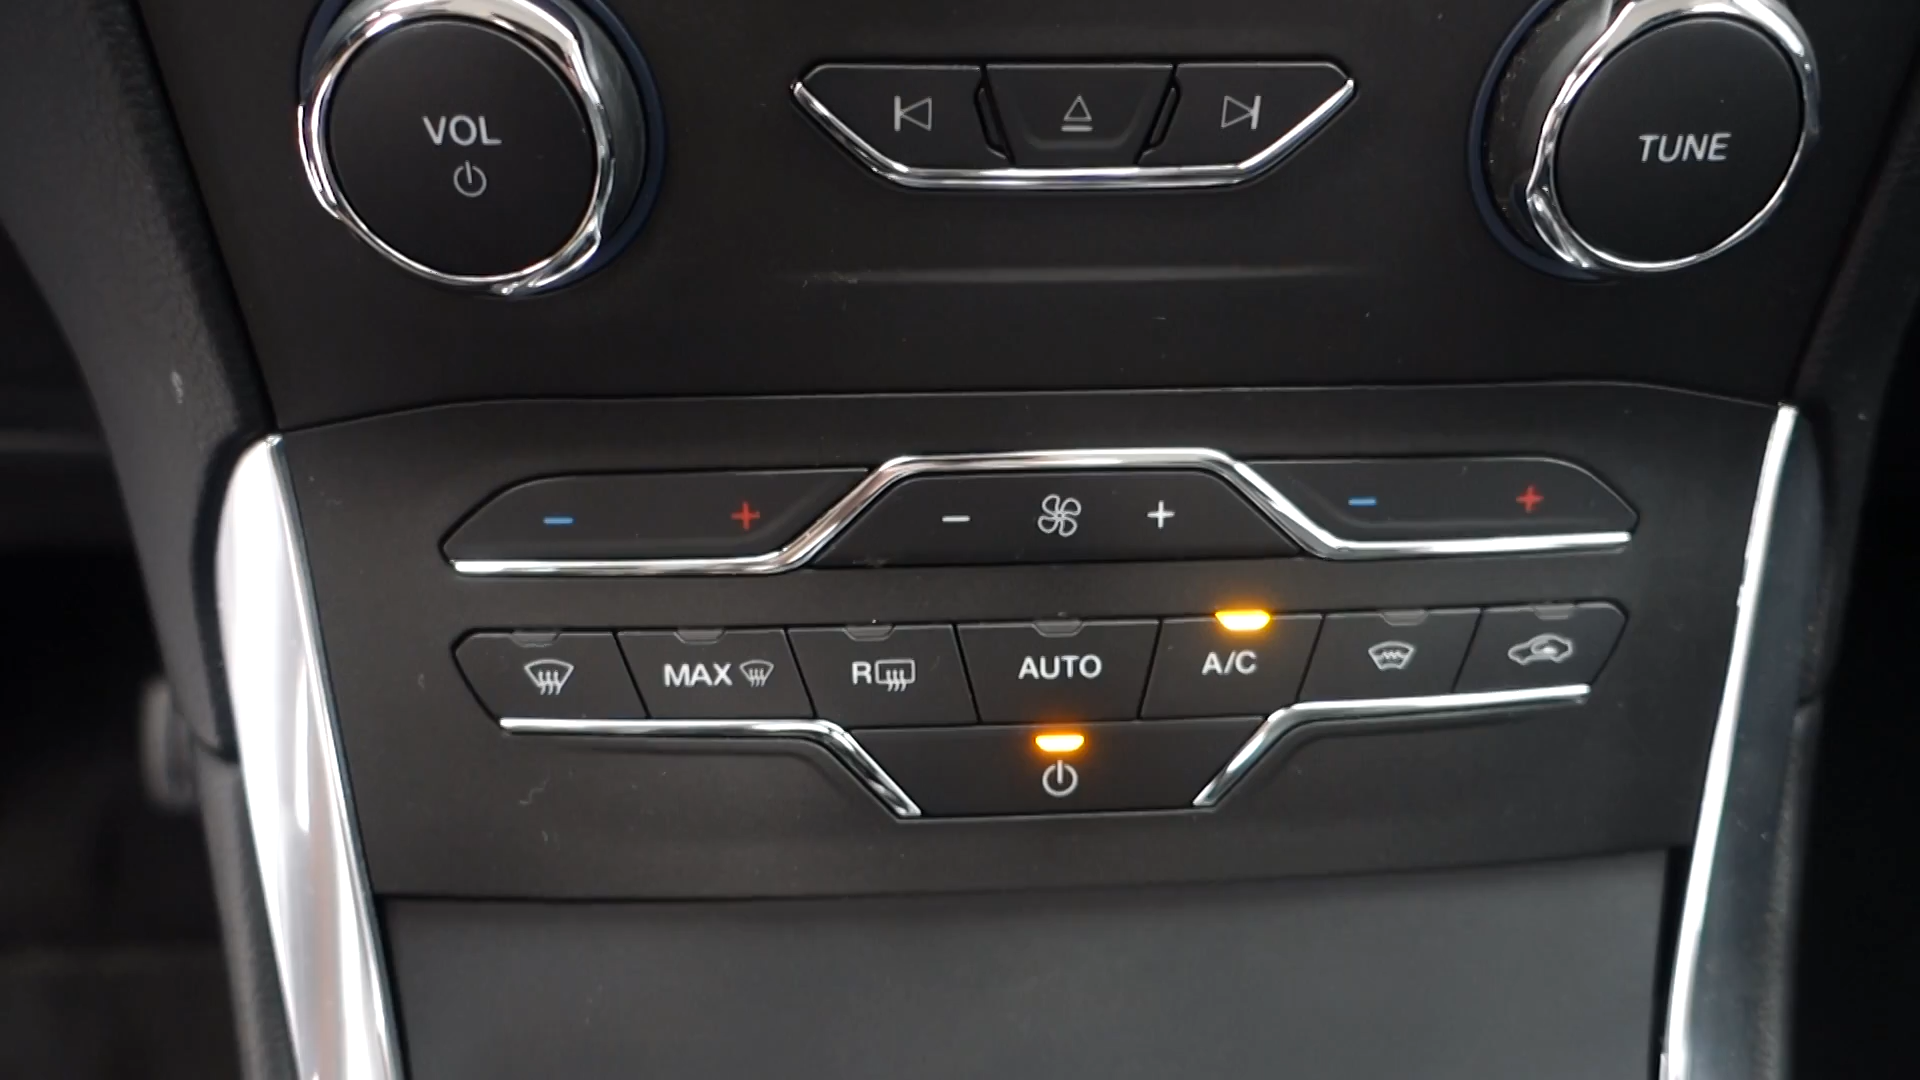 VOL
TUNE
− + − + − +
MAX R AUTO A/C